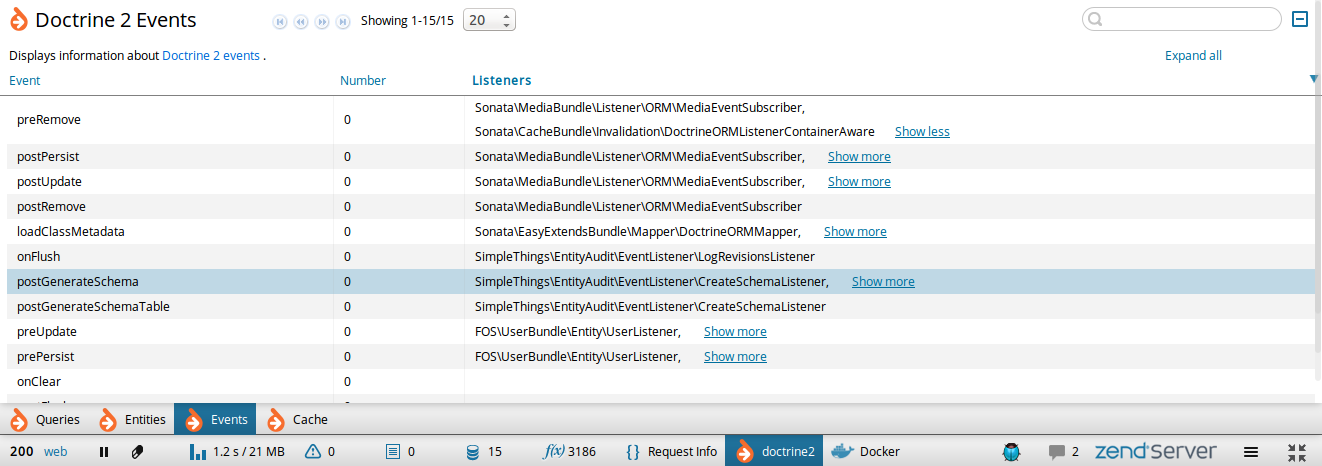 Doctrine 2 Events
Showing 1-15/15 20
Displays information about Doctrine 2 events .
Expand all
Event Number Listeners
preRemove 0 Sonata\MediaBundle\Listener\ORM\MediaEventSubscriber,
Sonata\CacheBundle\Invalidation\DoctrineORMListenerContainerAware Show less
postPersist 0 Sonata\MediaBundle\Listener\ORM\MediaEventSubscriber, Show more
postUpdate 0 Sonata\MediaBundle\Listener\ORM\MediaEventSubscriber, Show more
postRemove 0 Sonata\MediaBundle\Listener\ORM\MediaEventSubscriber
loadClassMetadata 0 Sonata\EasyExtendsBundle\Mapper\DoctrineORMMapper, Show more
onFlush 0 SimpleThings\EntityAudit\EventListener\LogRevisionsListener
postGenerateSchema 0 SimpleThings\EntityAudit\EventListener\CreateSchemaListener, Show more
postGenerateSchemaTable 0 SimpleThings\EntityAudit\EventListener\CreateSchemaListener
preUpdate 0 FOS\UserBundle\Entity\UserListener, Show more
prePersist 0 FOS\UserBundle\Entity\UserListener, Show more
onClear 0
Queries Entities Events Cache
200 web 1.2 s / 21 MB 0 0 15 f(x) 3186 {} Request Info doctrine2 Docker 2 zend Server